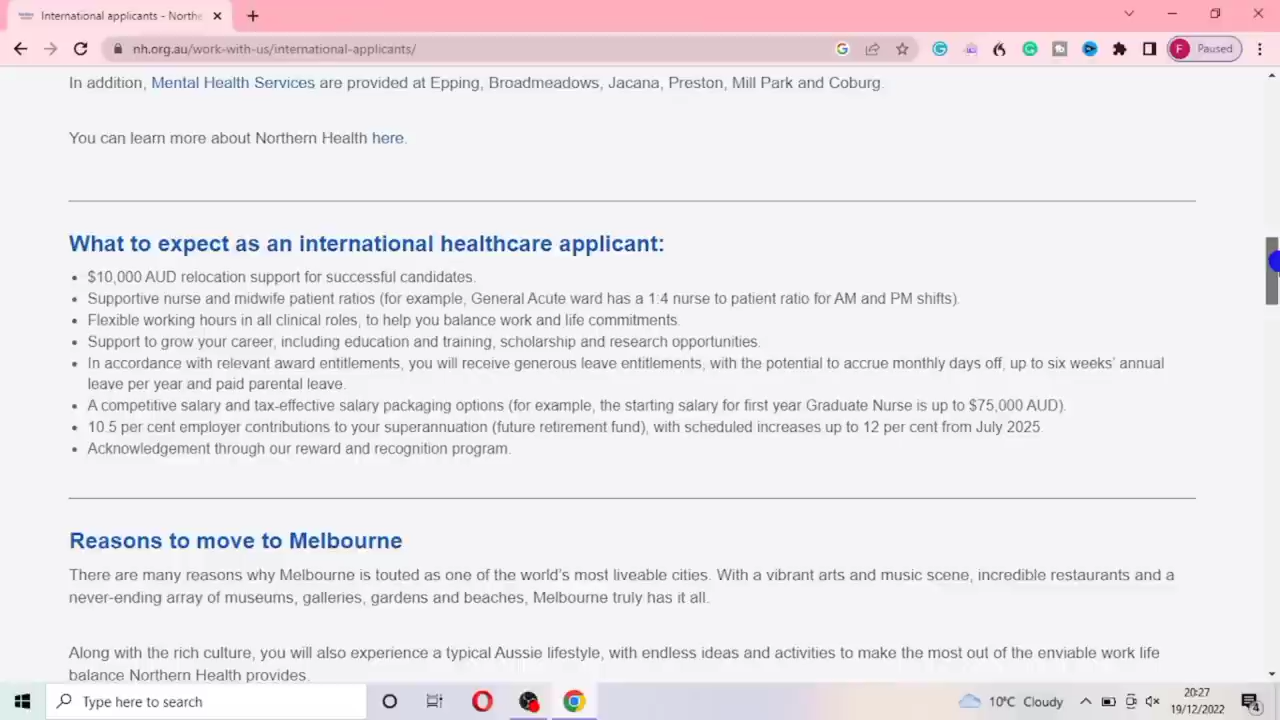 International applicants - Northe
nh.org.au/work-with-us/international-applicants/
F Paused
In addition, Mental Health Services are provided at Epping, Broadmeadows, Jacana, Preston, Mill Park and Coburg.
You can learn more about Northern Health here.
What to expect as an international healthcare applicant:
• $10,000 AUD relocation support for successful candidates.
• Supportive nurse and midwife patient ratios (for example, General Acute ward has a 1:4 nurse to patient ratio for AM and PM shifts).
• Flexible working hours in all clinical roles, to help you balance work and life commitments.
• Support to grow your career, including education and training, scholarship and research opportunities.
• In accordance with relevant award entitlements, you will receive generous leave entitlements, with the potential to accrue monthly days off, up to six weeks’ annual
leave per year and paid parental leave.
• A competitive salary and tax-effective salary packaging options (for example, the starting salary for first year Graduate Nurse is up to $75,000 AUD).
• 10.5 per cent employer contributions to your superannuation (future retirement fund), with scheduled increases up to 12 per cent from July 2025.
• Acknowledgement through our reward and recognition program.
Reasons to move to Melbourne
There are many reasons why Melbourne is touted as one of the world’s most liveable cities. With a vibrant arts and music scene, incredible restaurants and a
never-ending array of museums, galleries, gardens and beaches, Melbourne truly has it all.
Along with the rich culture, you will also experience a typical Aussie lifestyle, with endless ideas and activities to make the most out of the enviable work life
balance Northern Health provides.
Type here to search
10°C Cloudy
20:27
19/12/2022
4